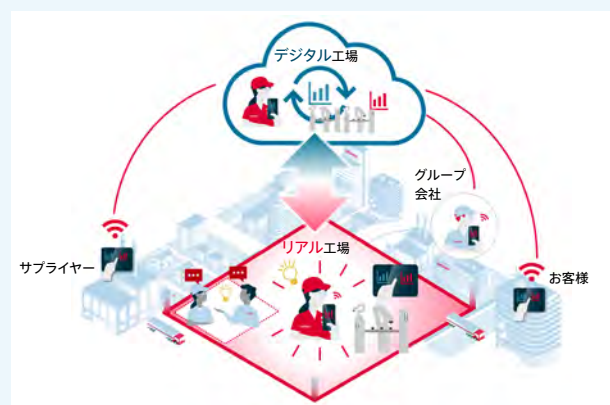 デジタル工場
グループ
会社
リアル工場
サプライヤー
お客様